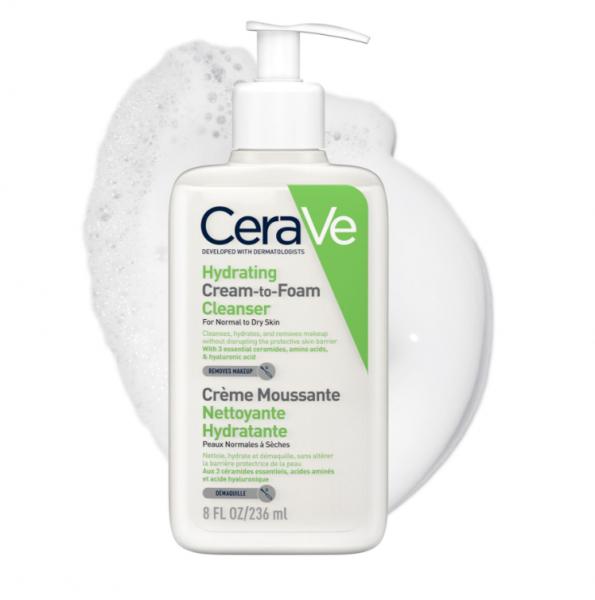 CeraVe
DEVELOPED WITH DERMATOLOGISTS
Hydrating
Cream-to-Foam
Cleanser
For Normal to Dry Skin
Cleanses, hydrates, and removes makeup
without disrupting the protective skin barrier
With 3 essential ceramides, amino acids,
& hyaluronic acid
REMOVES MAKEUP
Crème Moussante
Nettoyante
Hydratante
Peaux Normales à Sèches
Nettoie, hydrate et démaquille, sans altérer
la barrière protectrice de la peau
Aux 3 céramides essentiels, acides aminés
et acide hyaluronique
DÉMAQUILLE
8 FL OZ/236 ml